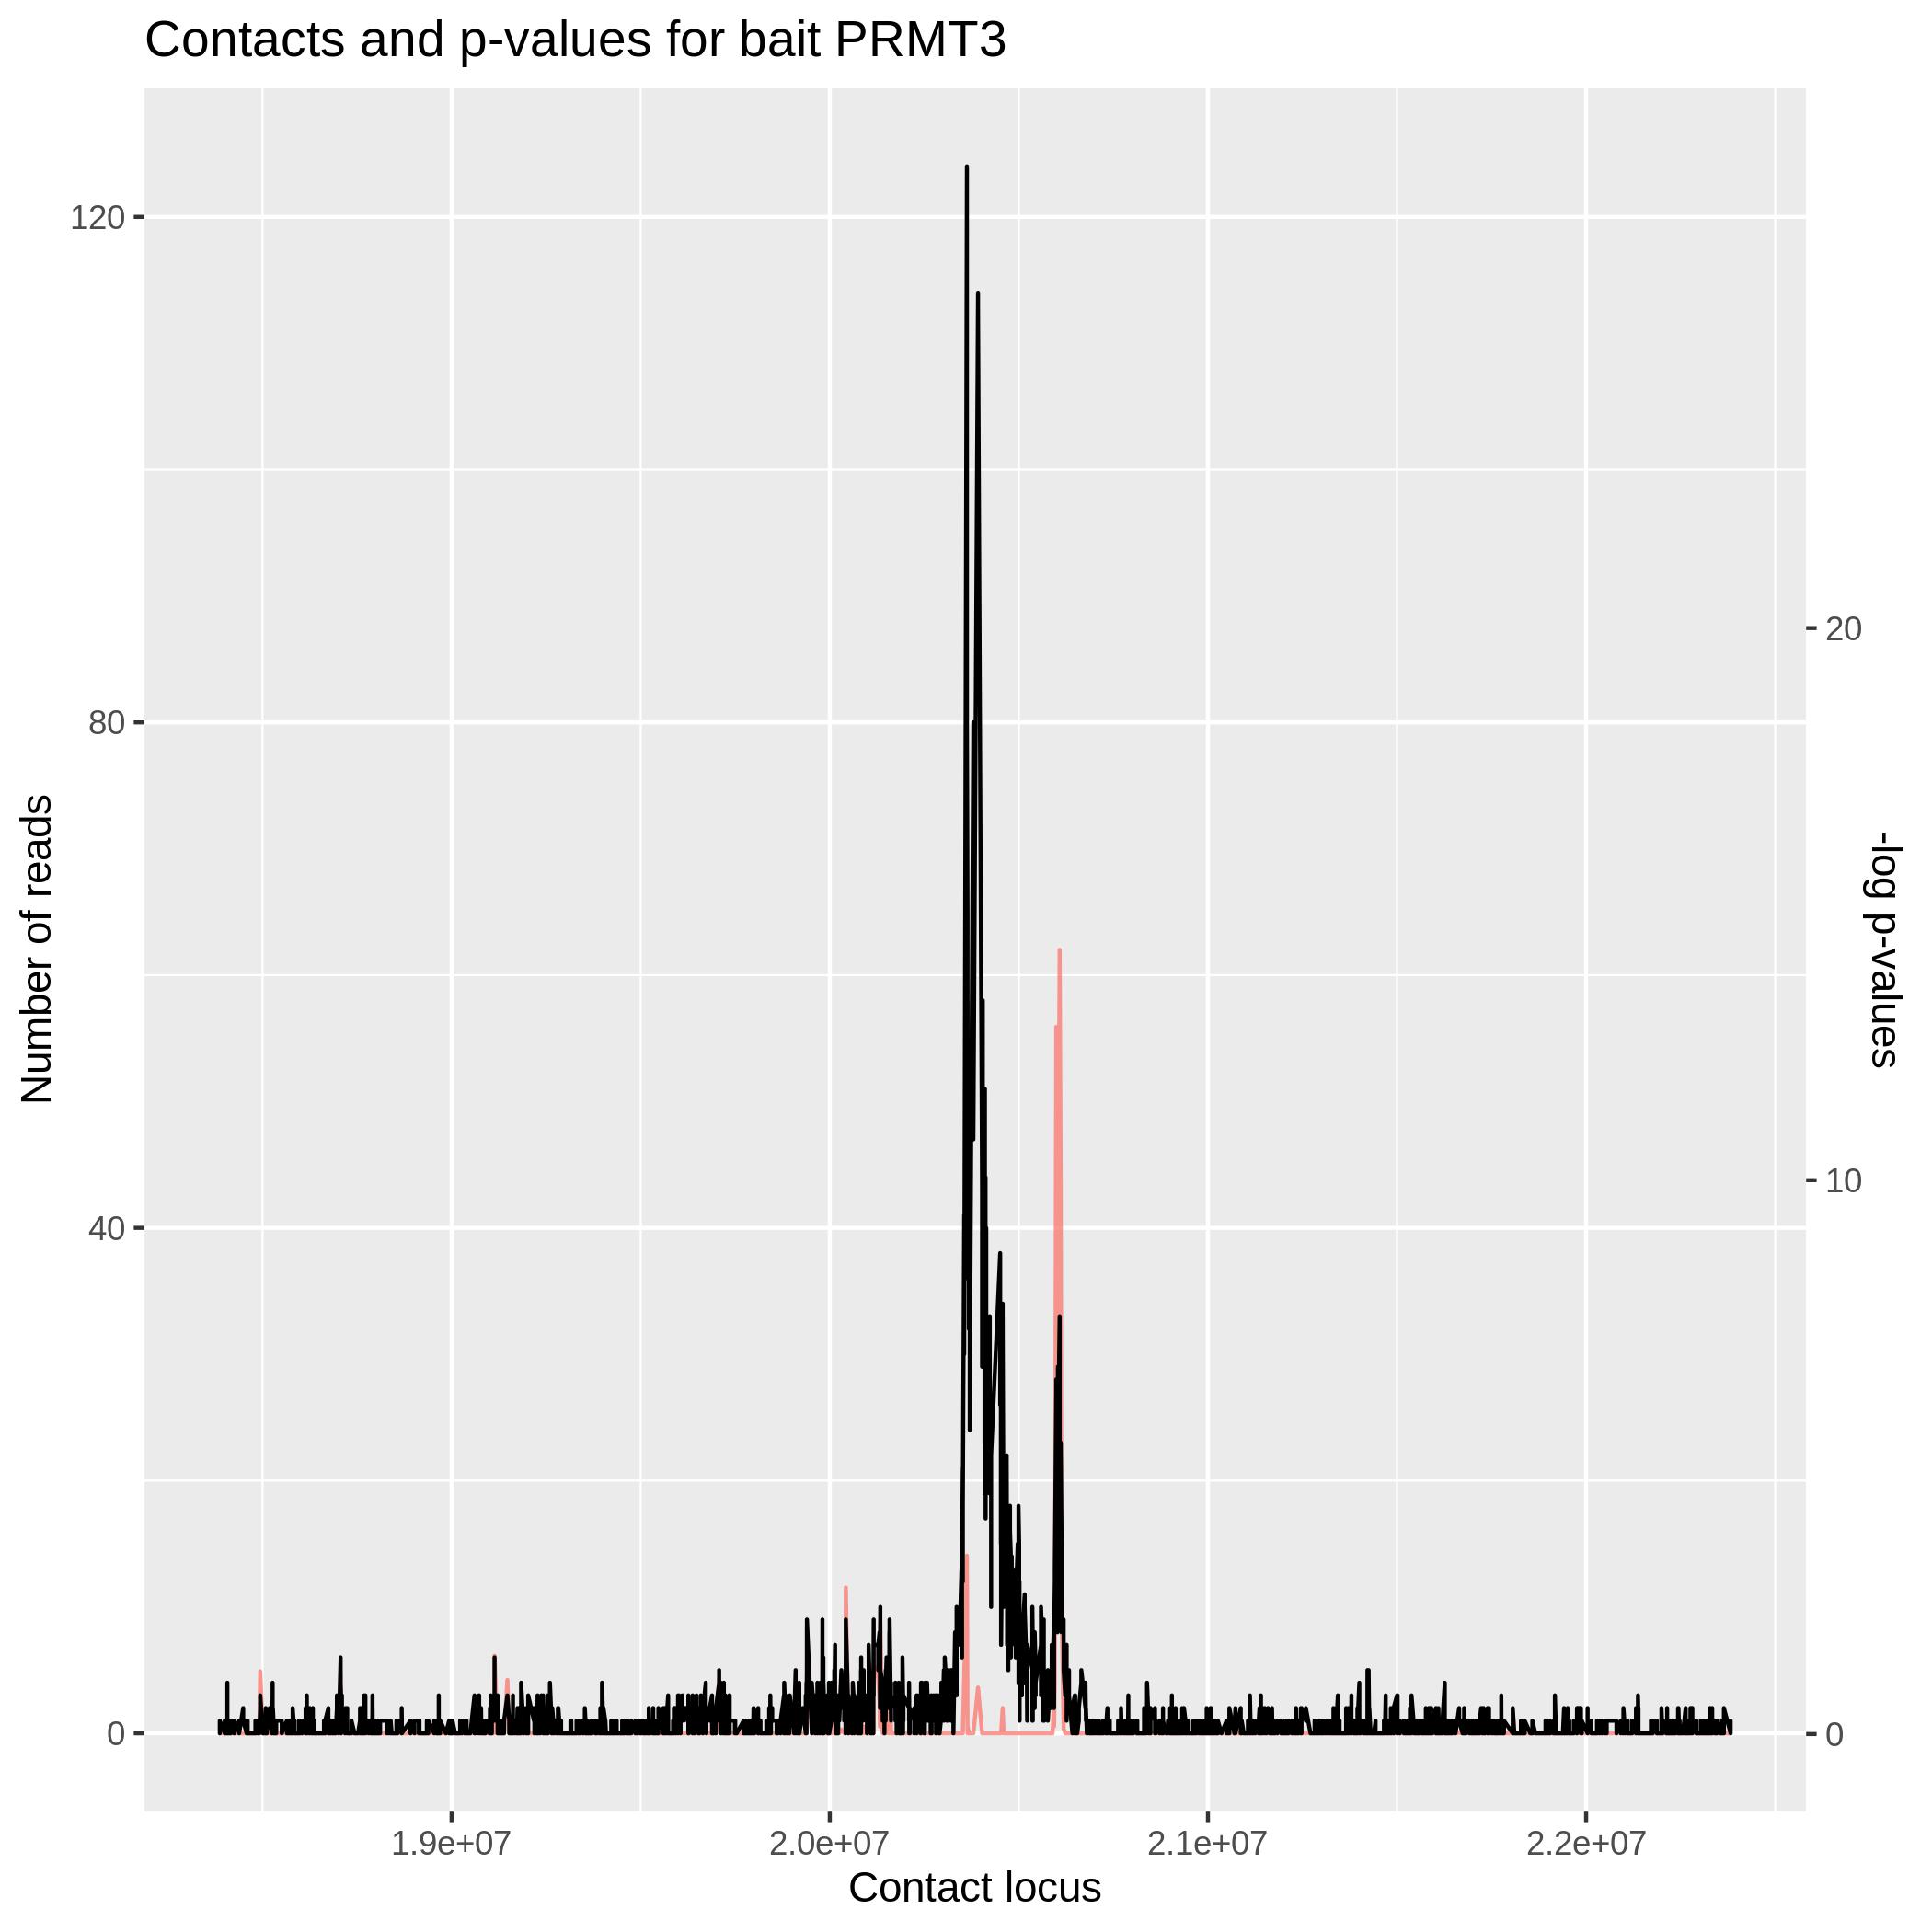 Contacts and p-values for bait PRMT3
120
80
40
0
Number of reads
20
10
0
-log p-values
1.9e+07
2.0e+07
2.1e+07
2.2e+07
Contact locus